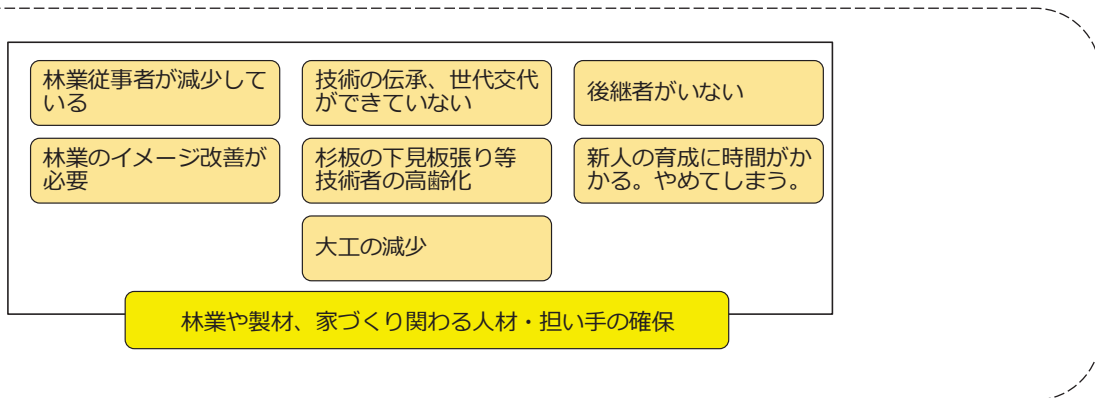 林業従事者が減少して
いる
技術の伝承、世代交代
ができていない
後継者がいない
林業のイメージ改善が
必要
杉板の下見板張り等
技術者の高齢化
新人の育成に時間がか
かる。やめてしまう。
大工の減少
林業や製材、家づくり関わる人材・担い手の確保